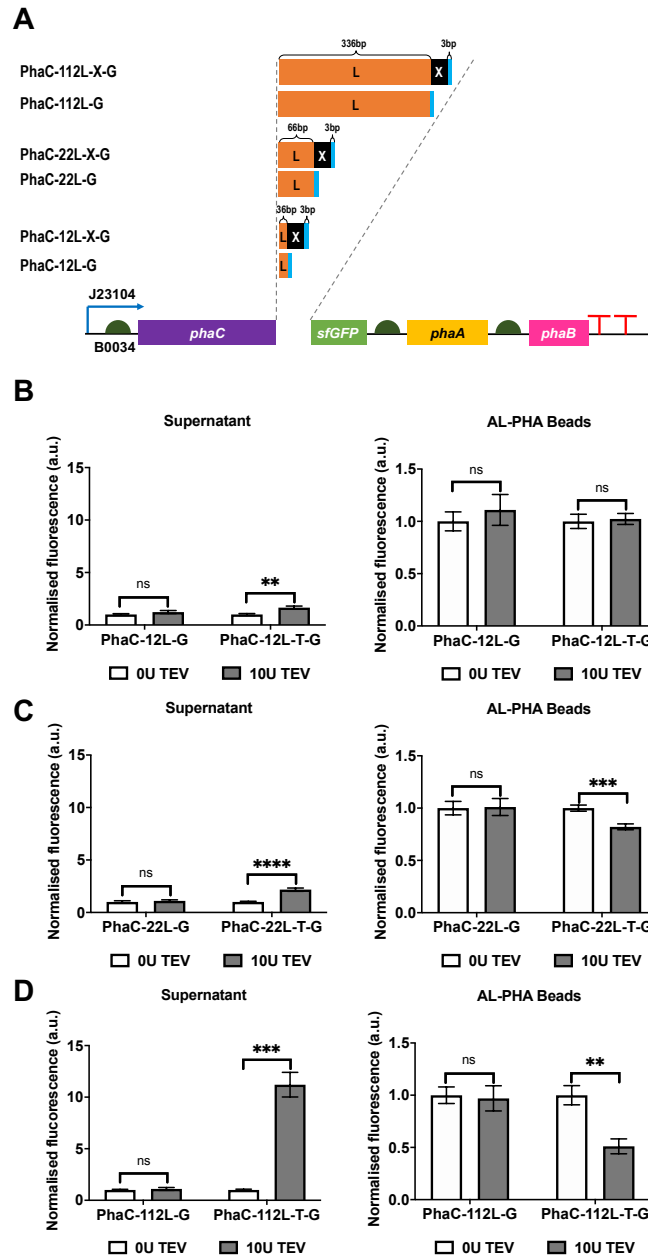 A
336bp 3bp
PhaC-112L-X-G L X
PhaC-112L-G L
66bp 3bp
PhaC-22L-X-G L X
PhaC-22L-G L
36bp 3bp
PhaC-12L-X-G L X
PhaC-12L-G L
J23104
phaC sfGFP phaA phaB
B0034
B
Supernatant
Normalised fluorescence (a.u.)
15
10
5
0
ns
**
PhaC-12L-G PhaC-12L-T-G
0U TEV 10U TEV
AL-PHA Beads
Normalised fluorescence (a.u.)
1.5
1.0
0.5
0.0
ns
ns
PhaC-12L-G PhaC-12L-T-G
0U TEV 10U TEV
C
Supernatant
Normalised fluorescence (a.u.)
15
10
5
0
ns
****
PhaC-22L-G PhaC-22L-T-G
0U TEV 10U TEV
AL-PHA Beads
Normalised fluorescence (a.u.)
1.5
1.0
0.5
0.0
ns
***
PhaC-22L-G PhaC-22L-T-G
0U TEV 10U TEV
D
Supernatant
Normalised flucorescence (a.u.)
15
10
5
0
ns
***
PhaC-112L-G PhaC-112L-T-G
0U TEV 10U TEV
AL-PHA Beads
Normalised fluorescence (a.u.)
1.5
1.0
0.5
0.0
ns
**
PhaC-112L-G PhaC-112L-T-G
0U TEV 10U TEV